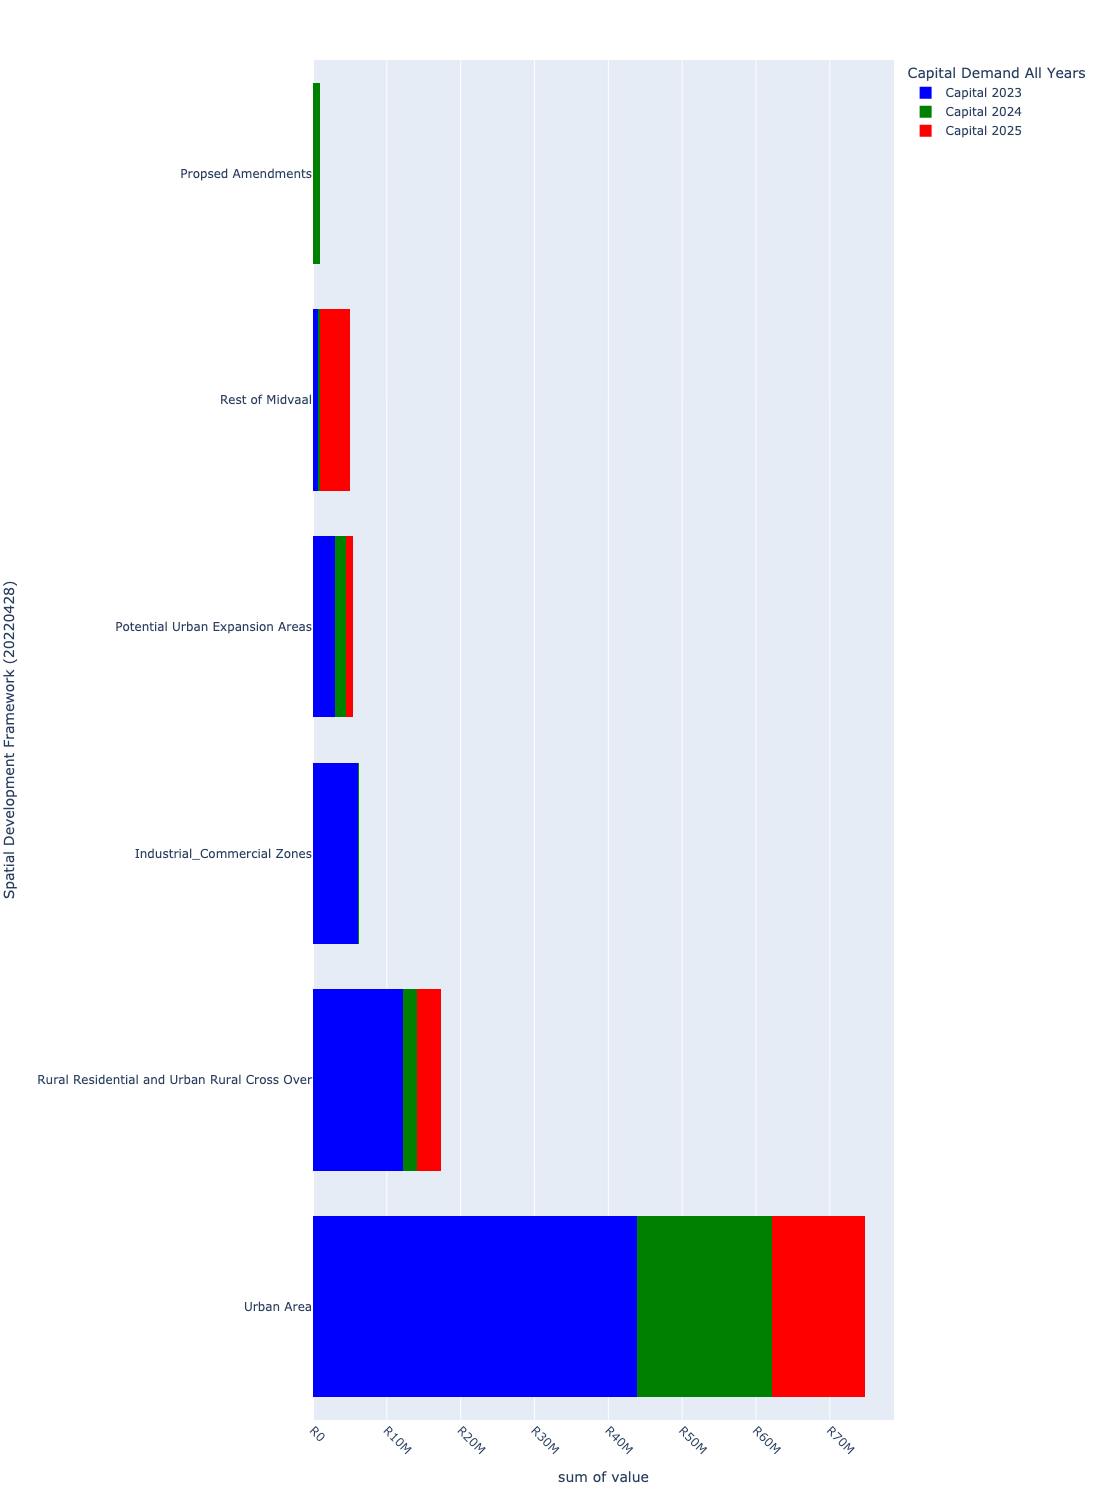 Capital Demand All Years
Capital 2023
Capital 2024
Capital 2025
Propsed Amendments
Rest of Midvaal
Potential Urban Expansion Areas
Industrial_Commercial Zones
Rural Residential and Urban Rural Cross Over
Urban Area
Spatial Development Framework (20220428)
R0
R10M
R20M
R30M
R40M
R50M
R60M
R70M
sum of value